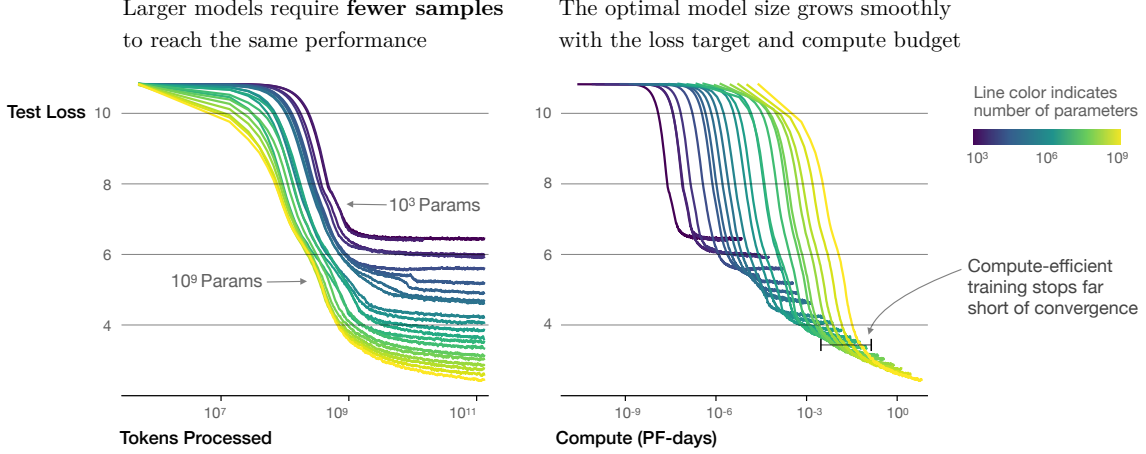 Larger models require fewer samples
to reach the same performance
The optimal model size grows smoothly
with the loss target and compute budget
Test Loss
10
8
6
4
10³ Params
10⁹ Params
10⁷
10⁹
10¹¹
Tokens Processed
10
8
6
4
10⁻⁹
10⁻⁶
10⁻³
10⁰
Compute (PF-days)
Line color indicates
number of parameters
10³
10⁶
10⁹
Compute-efficient
training stops far
short of convergence